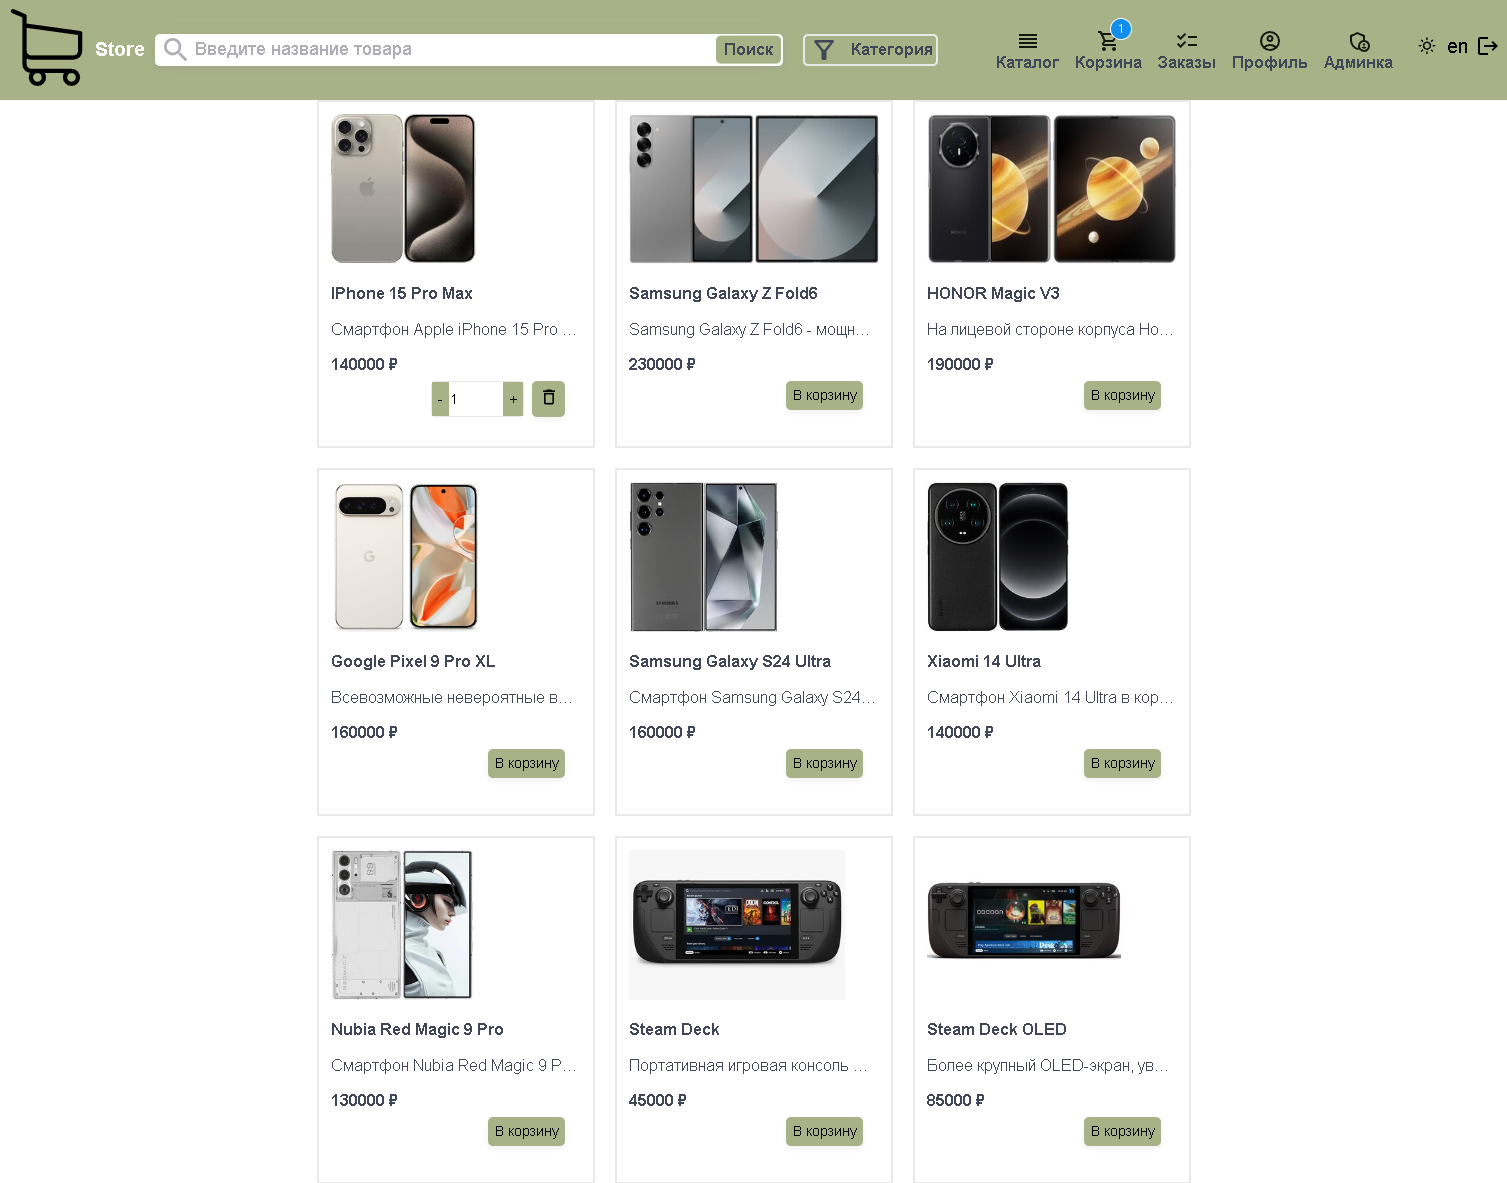 Store
Введите название товара
Поиск
Категория
Каталог
Корзина
1
Заказы
Профиль
Админка
en
IPhone 15 Pro Max
Смартфон Apple iPhone 15 Pro ...
140000 ₽
- 1 +
Samsung Galaxy Z Fold6
Samsung Galaxy Z Fold6 - мощн...
230000 ₽
В корзину
HONOR Magic V3
На лицевой стороне корпуса Ho...
190000 ₽
В корзину
Google Pixel 9 Pro XL
Всевозможные невероятные в...
160000 ₽
В корзину
Samsung Galaxy S24 Ultra
Смартфон Samsung Galaxy S24...
160000 ₽
В корзину
Xiaomi 14 Ultra
Смартфон Xiaomi 14 Ultra в кор...
140000 ₽
В корзину
Nubia Red Magic 9 Pro
Смартфон Nubia Red Magic 9 P...
130000 ₽
В корзину
Steam Deck
Портативная игровая консоль ...
45000 ₽
В корзину
Steam Deck OLED
Более крупный OLED-экран, ув...
85000 ₽
В корзину